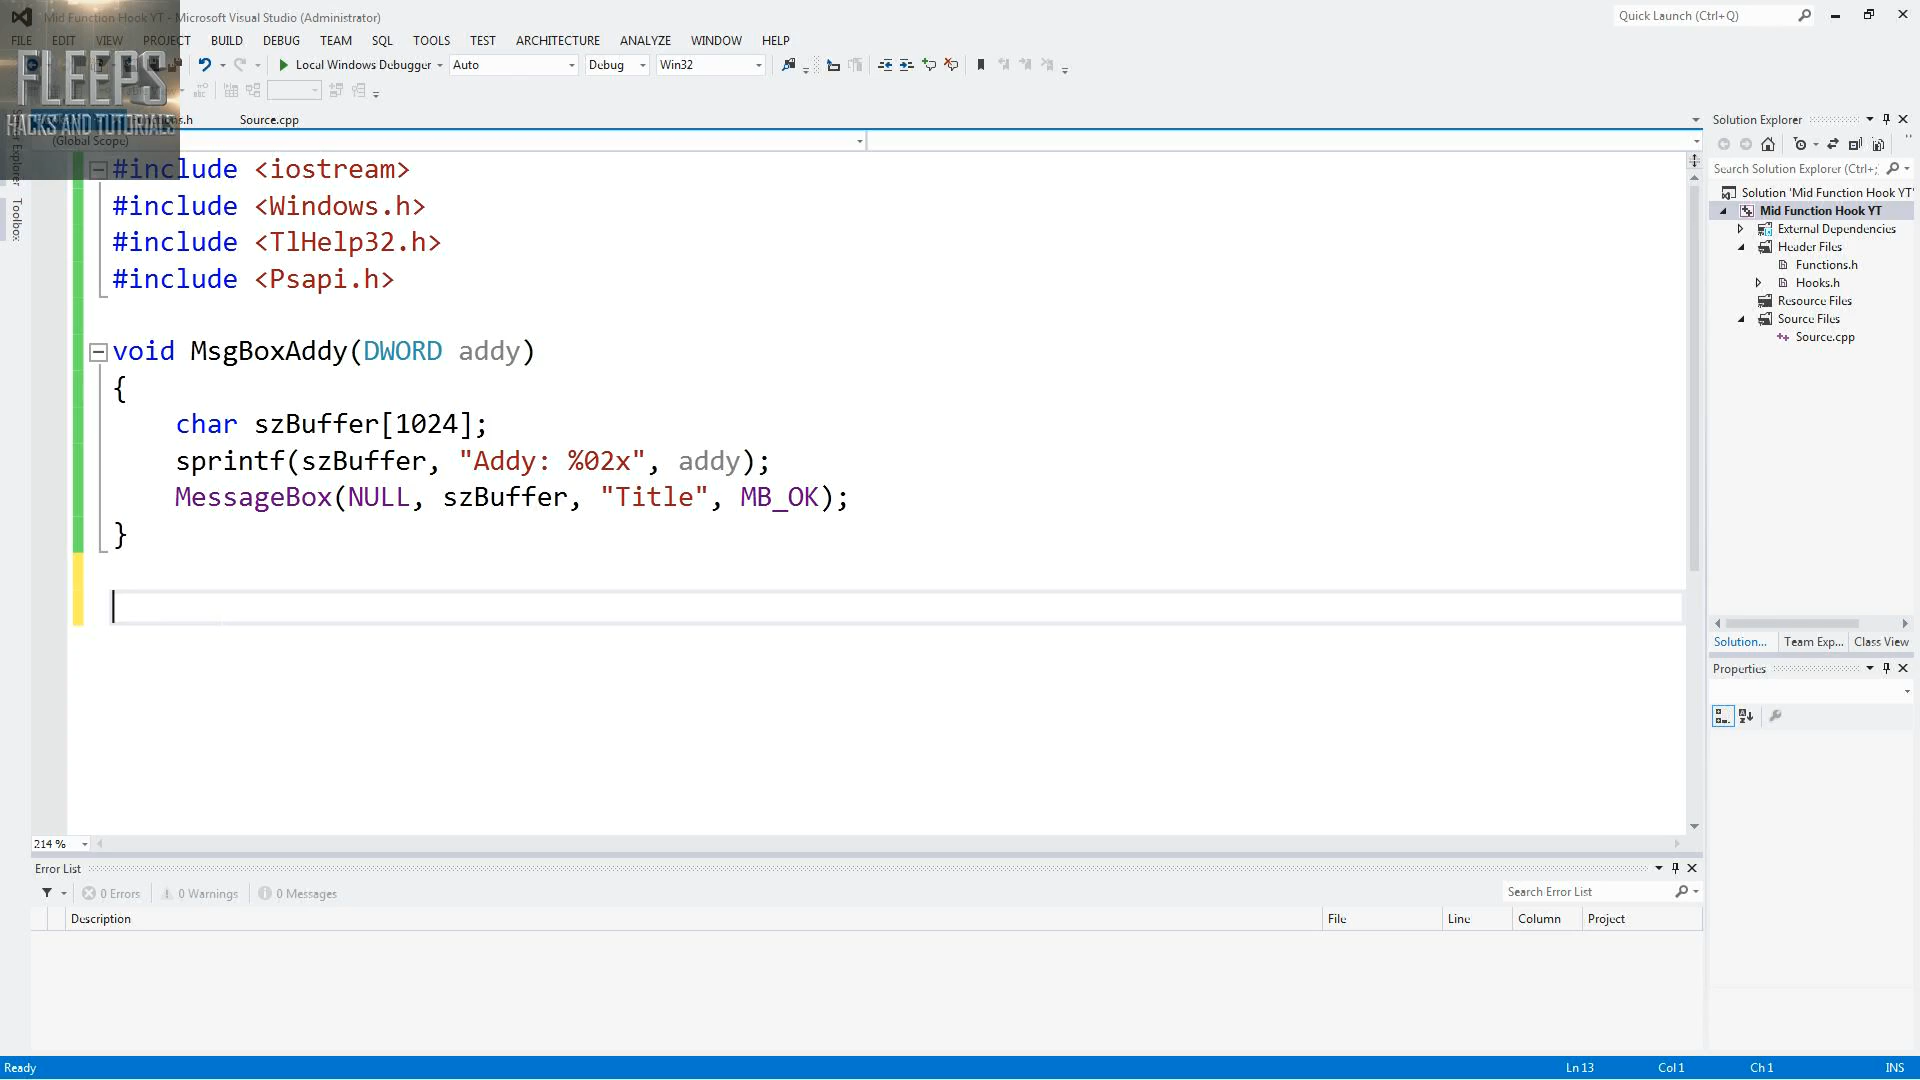 Mid Function Hook YT - Microsoft Visual Studio (Administrator)
Quick Launch (Ctrl+Q)
FILE EDIT VIEW PROJECT BUILD DEBUG TEAM SQL TOOLS TEST ARCHITECTURE ANALYZE WINDOW HELP
FLEEPS
HACKS AND TUTORIALS
Local Windows Debugger Auto Debug Win32
Source.cpp
(Global Scope)
#include <iostream>
#include <Windows.h>
#include <TlHelp32.h>
#include <Psapi.h>
void MsgBoxAddy(DWORD addy)
{
char szBuffer[1024];
sprintf(szBuffer, "Addy: %02x", addy);
MessageBox(NULL, szBuffer, "Title", MB_OK);
}
Toolbox
Solution Explorer
Search Solution Explorer (Ctrl+;
Solution 'Mid Function Hook YT'
Mid Function Hook YT
External Dependencies
Header Files
Functions.h
Hooks.h
Resource Files
Source Files
Source.cpp
Solution... Team Exp... Class View
Properties
214 %
Error List
0 Errors 0 Warnings 0 Messages
Search Error List
Description File Line Column Project
Ready Ln 13 Col 1 Ch 1 INS